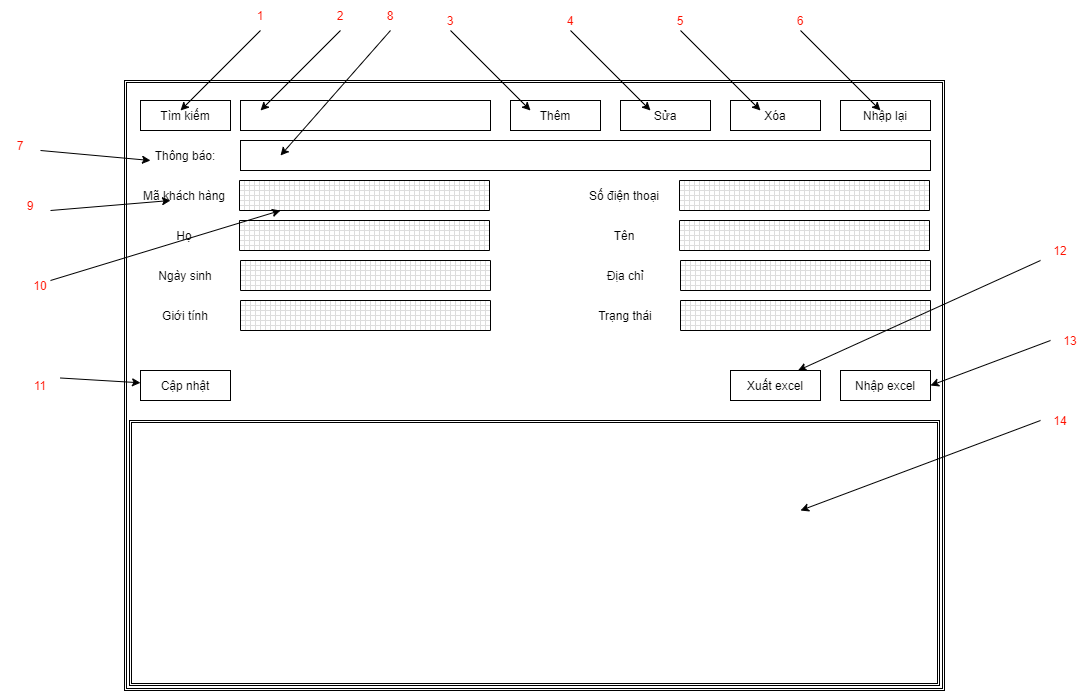 1
2
8
3
4
5
6
Tìm kiếm
Thêm
Sửa
Xóa
Nhập lại
7
Thông báo:
9
Mã khách hàng
Số điện thoại
Họ
Tên
12
10
Ngày sinh
Địa chỉ
Giới tính
Trạng thái
13
11
Cập nhật
Xuất excel
Nhập excel
14